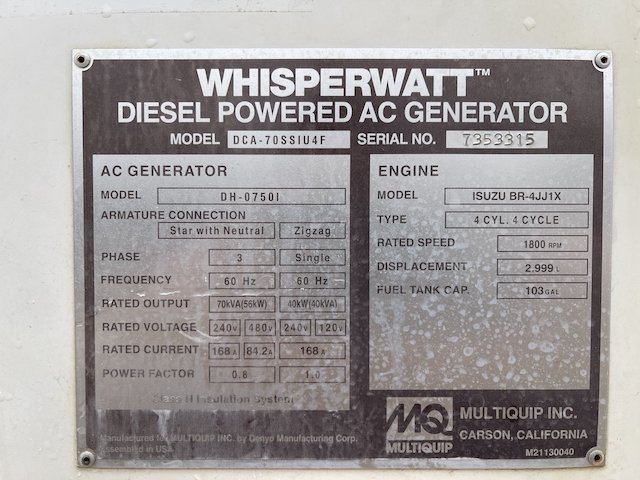 WHISPERWATT™
DIESEL POWERED AC GENERATOR
MODEL DCA-70SSIU4F SERIAL NO. 7353315
AC GENERATOR
MODEL DH-0750I
ARMATURE CONNECTION
Star with Neutral Zigzag
PHASE 3 Single
FREQUENCY 60 Hz 60 Hz
RATED OUTPUT 70kVA(56kW) 40kW(40kVA)
RATED VOLTAGE 240V 480V 240V 120V
RATED CURRENT 168A 84.2A 168A
POWER FACTOR 0.8 1.0
Class H Insulation System
Manufactured for MULTIQUIP INC. by Denyo Manufacturing Corp.
Assembled in USA
ENGINE
MODEL ISUZU BR-4JJ1X
TYPE 4 CYL. 4 CYCLE
RATED SPEED 1800 RPM
DISPLACEMENT 2.999 L
FUEL TANK CAP. 103 GAL
MQ
MULTIQUIP
MULTIQUIP INC.
CARSON, CALIFORNIA
M21130040